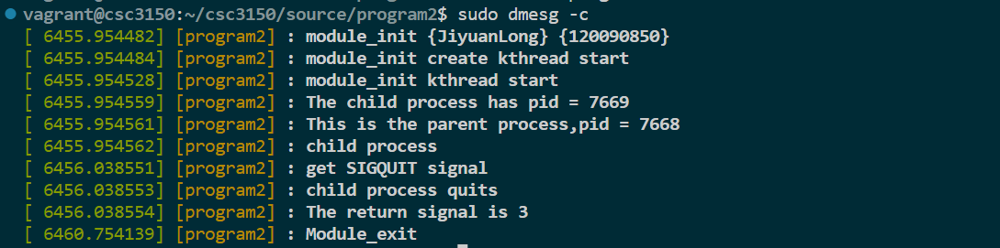 vagrant@csc3150:~/csc3150/source/program2$ sudo dmesg -c
[ 6455.954482] [program2] : module_init {JiyuanLong} {120090850}
[ 6455.954484] [program2] : module_init create kthread start
[ 6455.954528] [program2] : module_init kthread start
[ 6455.954559] [program2] : The child process has pid = 7669
[ 6455.954561] [program2] : This is the parent process,pid = 7668
[ 6455.954562] [program2] : child process
[ 6456.038551] [program2] : get SIGQUIT signal
[ 6456.038553] [program2] : child process quits
[ 6456.038554] [program2] : The return signal is 3
[ 6460.754139] [program2] : Module_exit